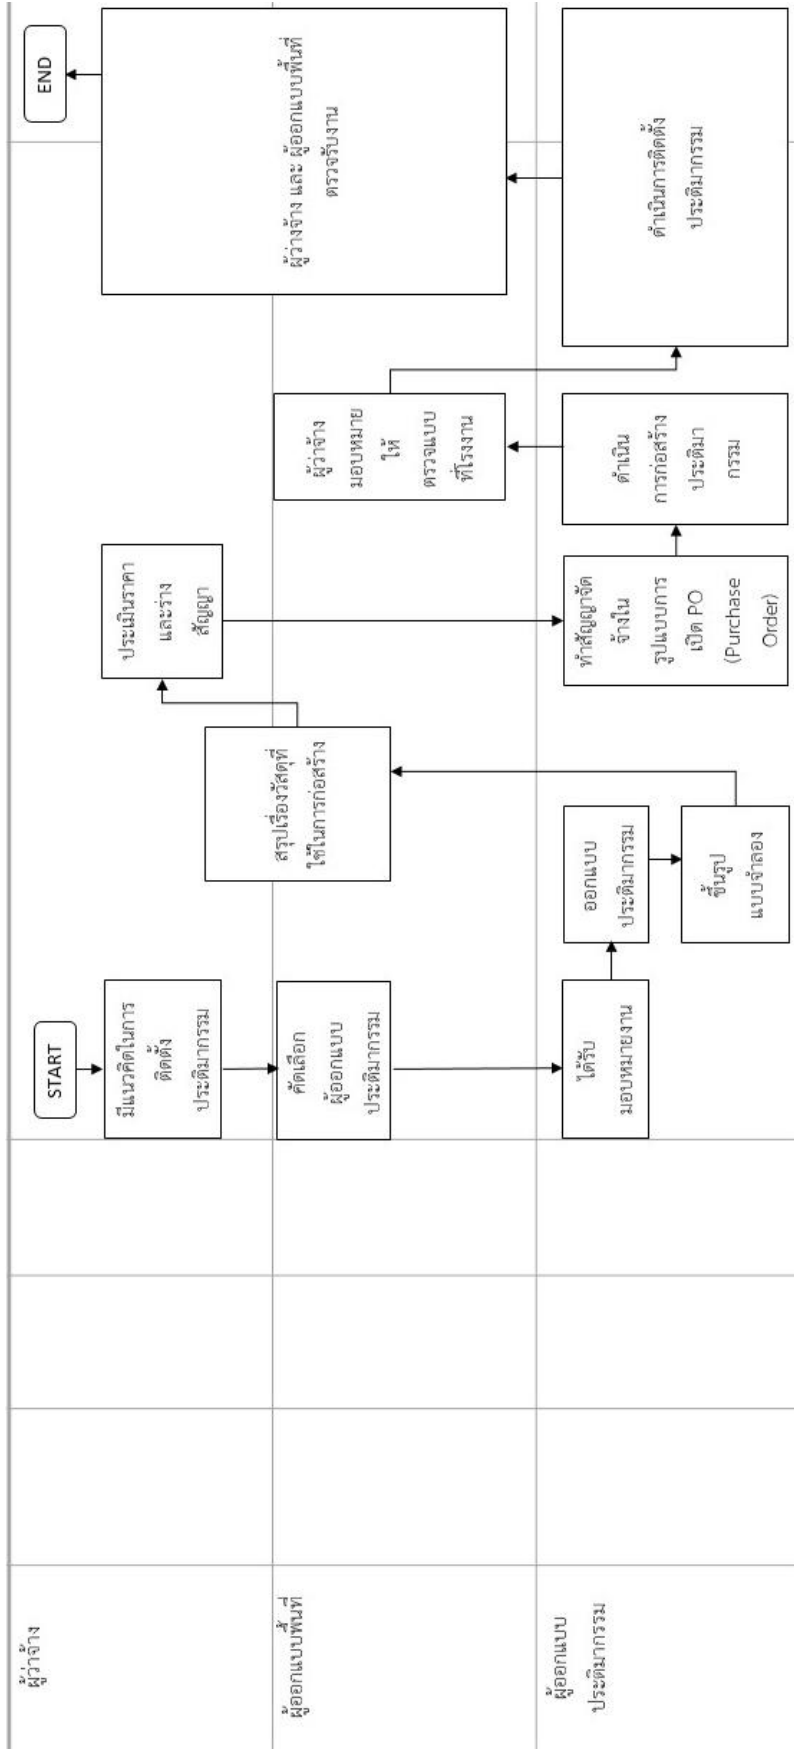 ผู้ว่าจ้าง
START
มีแนวคิดในการ
ติดตั้ง
ประติมากรรม
ประเมินราคา
และร่าง
สัญญา
END
ผู้ออกแบบพื้นที่
คัดเลือก
ผู้ออกแบบ
ประติมากรรม
สรุปเรื่องวัสดุที่
ใช้ในการก่อสร้าง
ผู้ว่าจ้าง
มอบหมาย
ให้
ตรวจแบบ
ที่โรงงาน
ผู้ว่างจ้าง และ ผู้ออกแบบพื้นที่
ตรวจรับงาน
ผู้ออกแบบ
ประติมากรรม
ได้รับ
มอบหมายงาน
ออกแบบ
ประติมากรรม
ขึ้นรูป
แบบจำลอง
ทำสัญญาจัด
จ้างใน
รูปแบบการ
เปิด PO
(Purchase
Order)
ดำเนิน
การก่อสร้าง
ประติมา
กรรม
ดำเนินการติดตั้ง
ประติมากรรม